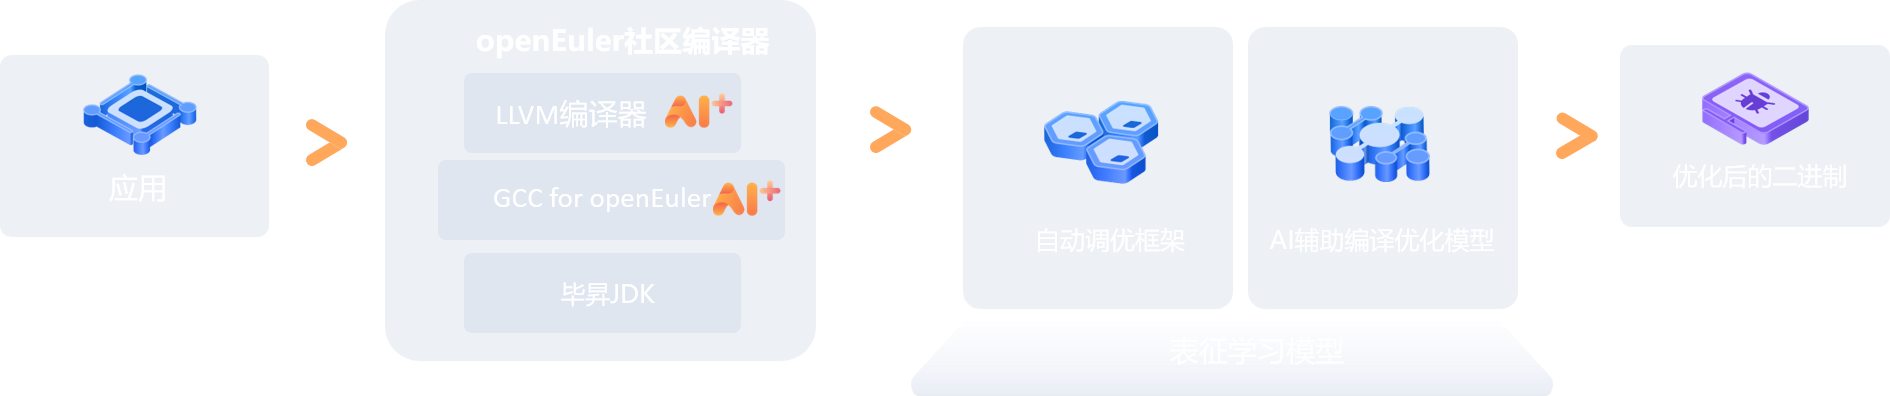 应用
openEuler社区编译器
LLVM编译器 AI+
GCC for openEuler AI+
毕昇JDK
自动调优框架
AI辅助编译优化模型
表征学习模型
优化后的二进制